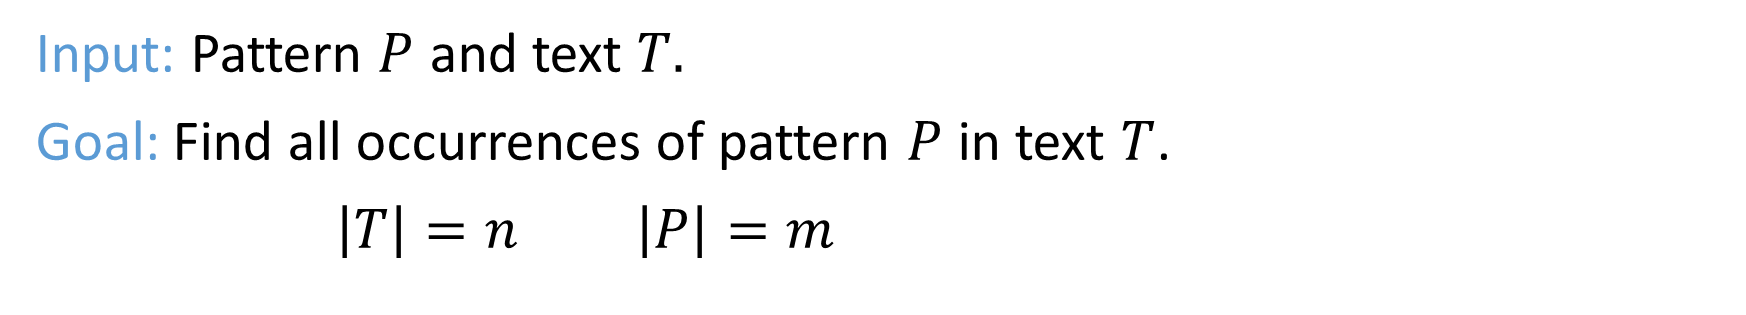 Input: Pattern P and text T.
Goal: Find all occurrences of pattern P in text T.
|T| = n |P| = m